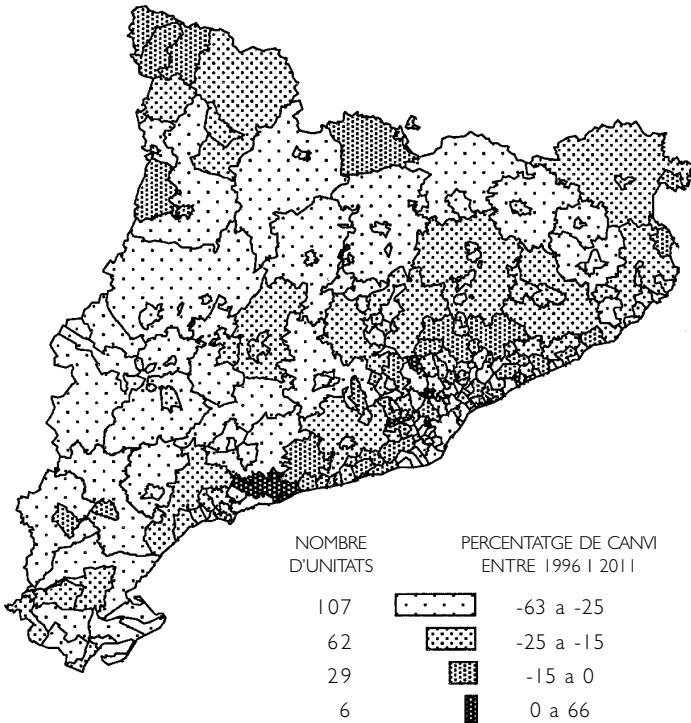 NOMBRE D'UNITATS PERCENTATGE DE CANVI ENTRE 1996 I 2011
107 -63 a -25
62 -25 a -15
29 -15 a 0
6 0 a 66